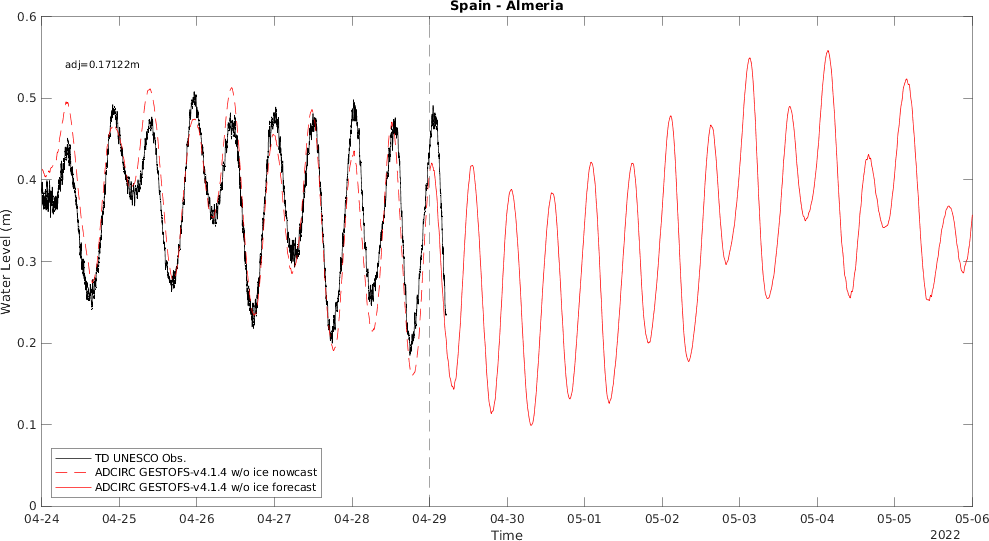 Spain - Almeria
0.6
adj=0.17122m
0.5
0.4
0.3
0.2
0.1
0
Water Level (m)
TD UNESCO Obs.
ADCIRC GESTOFS-v4.1.4 w/o ice nowcast
ADCIRC GESTOFS-v4.1.4 w/o ice forecast
04-24 04-25 04-26 04-27 04-28 04-29 04-30 05-01 05-02 05-03 05-04 05-05 05-06
Time
2022